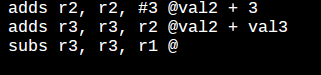 adds r2, r2, #3 @val2 + 3
adds r3, r3, r2 @val2 + val3
subs r3, r3, r1 @